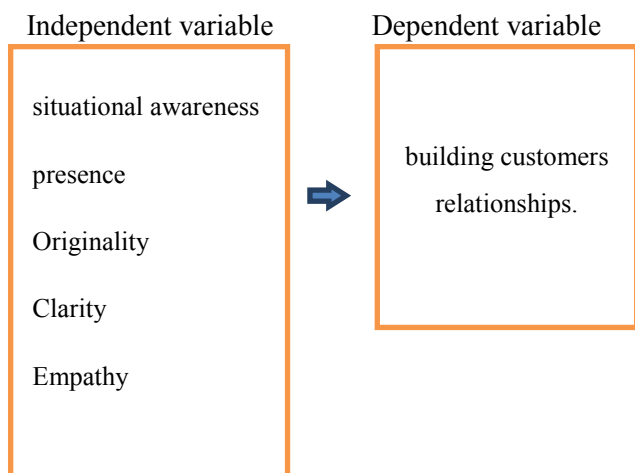 Independent variable
Dependent variable
situational awareness
presence
Originality
Clarity
Empathy
building customers
relationships.